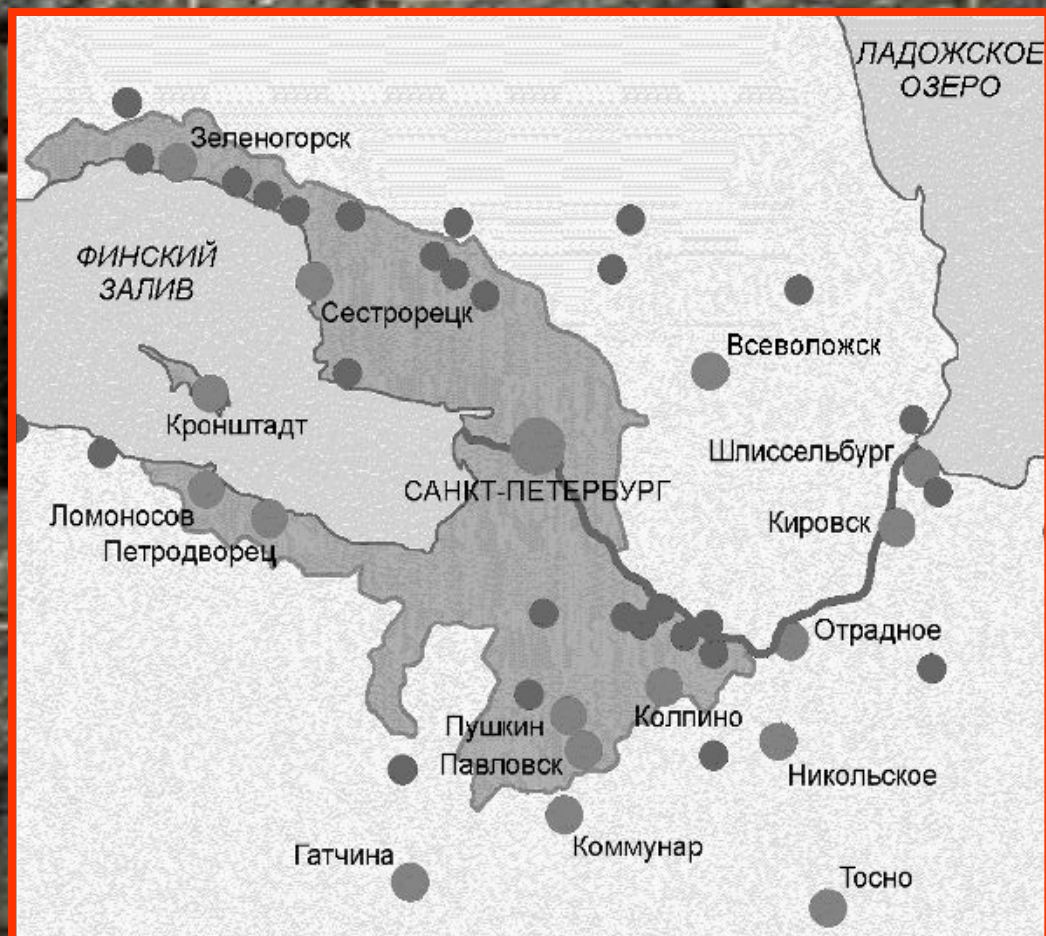 ЛАДОЖСКОЕ
ОЗЕРО
Зеленогорск
ФИНСКИЙ
ЗАЛИВ
Сестрорецк
Всеволожск
Кронштадт
Шлиссельбург
САНКТ-ПЕТЕРБУРГ
Ломоносов
Кировск
Петродворец
Отрадное
Колпино
Пушкин
Павловск
Никольское
Коммунар
Гатчина
Тосно